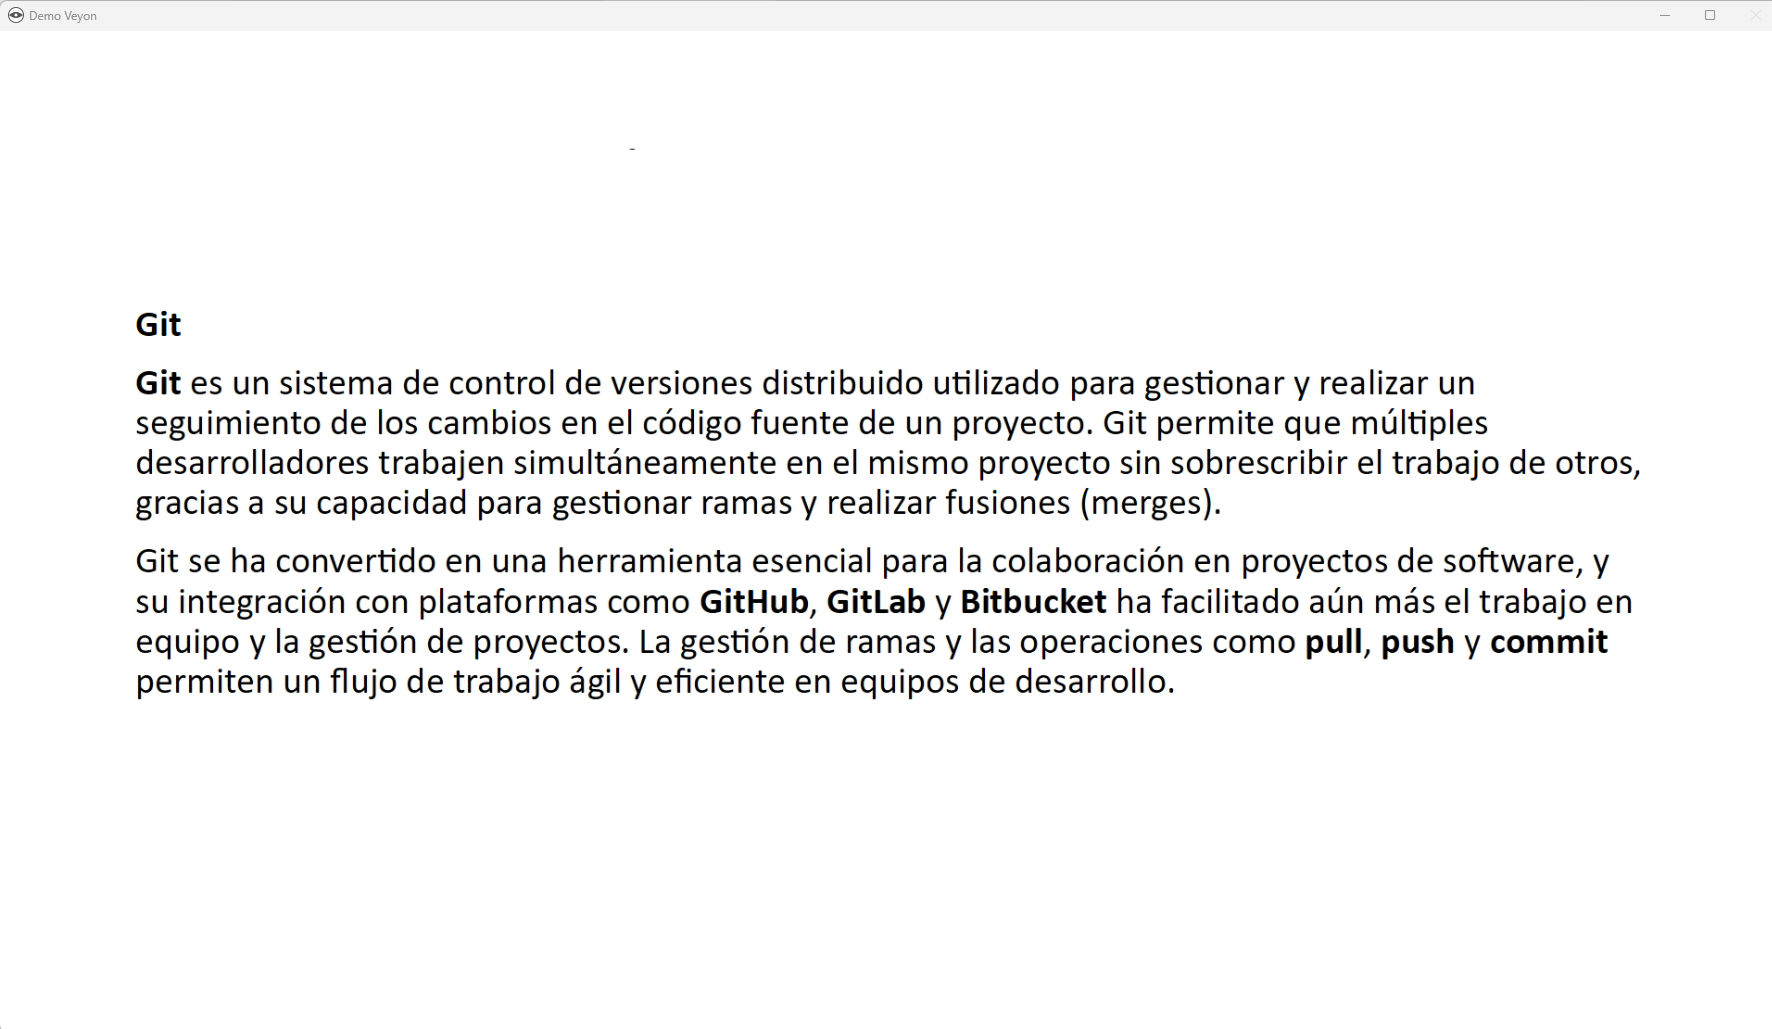 Demo Veyon
Git
Git es un sistema de control de versiones distribuido utilizado para gestionar y realizar un
seguimiento de los cambios en el código fuente de un proyecto. Git permite que múltiples
desarrolladores trabajen simultáneamente en el mismo proyecto sin sobrescribir el trabajo de otros,
gracias a su capacidad para gestionar ramas y realizar fusiones (merges).
Git se ha convertido en una herramienta esencial para la colaboración en proyectos de software, y
su integración con plataformas como GitHub, GitLab y Bitbucket ha facilitado aún más el trabajo en
equipo y la gestión de proyectos. La gestión de ramas y las operaciones como pull, push y commit
permiten un flujo de trabajo ágil y eficiente en equipos de desarrollo.